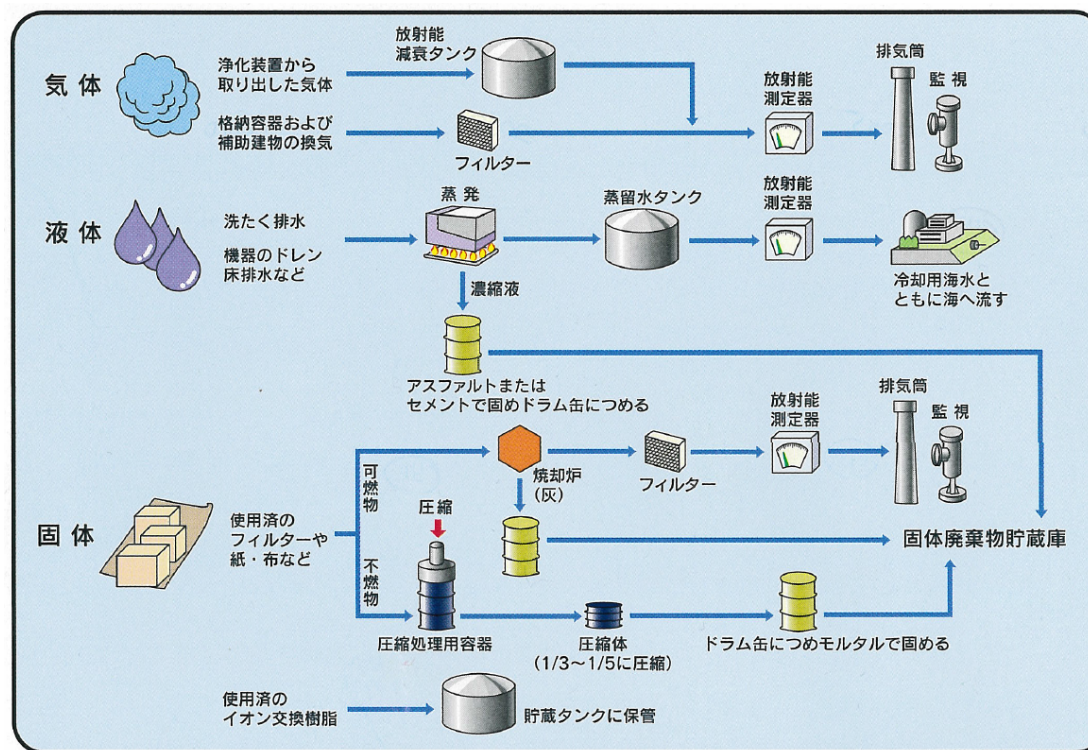 気体
浄化装置から
取り出した気体
放射能
減衰タンク
格納容器および
補助建物の換気
フィルター
放射能
測定器
排気筒
監視
液体
洗たく排水
機器のドレン
床排水など
蒸発
蒸留水タンク
放射能
測定器
冷却用海水と
ともに海へ流す
濃縮液
アスファルトまたは
セメントで固めドラム缶につめる
固体
使用済の
フィルターや
紙・布など
可燃物
焼却炉
(灰)
フィルター
放射能
測定器
排気筒
監視
不燃物
圧縮
圧縮処理用容器
圧縮体
(1/3~1/5に圧縮)
ドラム缶につめモルタルで固める
固体廃棄物貯蔵庫
使用済の
イオン交換樹脂
貯蔵タンクに保管